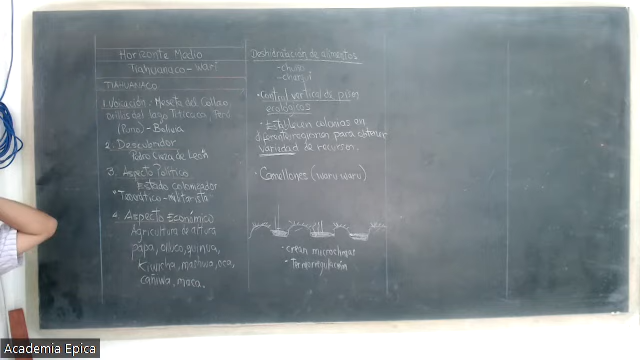 Horizonte Medio
Tiahuanaco - Wari
TIAHUANACO
1. Ubicación: Meseta del Collao
orillas del lago Titicaca, Perú
(Puno) - Bolivia
2. Descubridor
Pedro Cieza de León
3. Aspecto Político
Estado colonizador
Teocrático - militarista
4. Aspecto Económico
Agricultura de altura
papa, olluco, quinua,
Kiwicha, mashua, oca,
cañiwa, maca.
Deshidratación de alimentos
- chuño
- charqui
• Control vertical de pisos
ecológicos
• Establecen colonias en
diferentes regiones para obtener
variedad de recursos.
• Camellones (waru waru)
• crean microclimas
• Termorregulación
Academia Epica